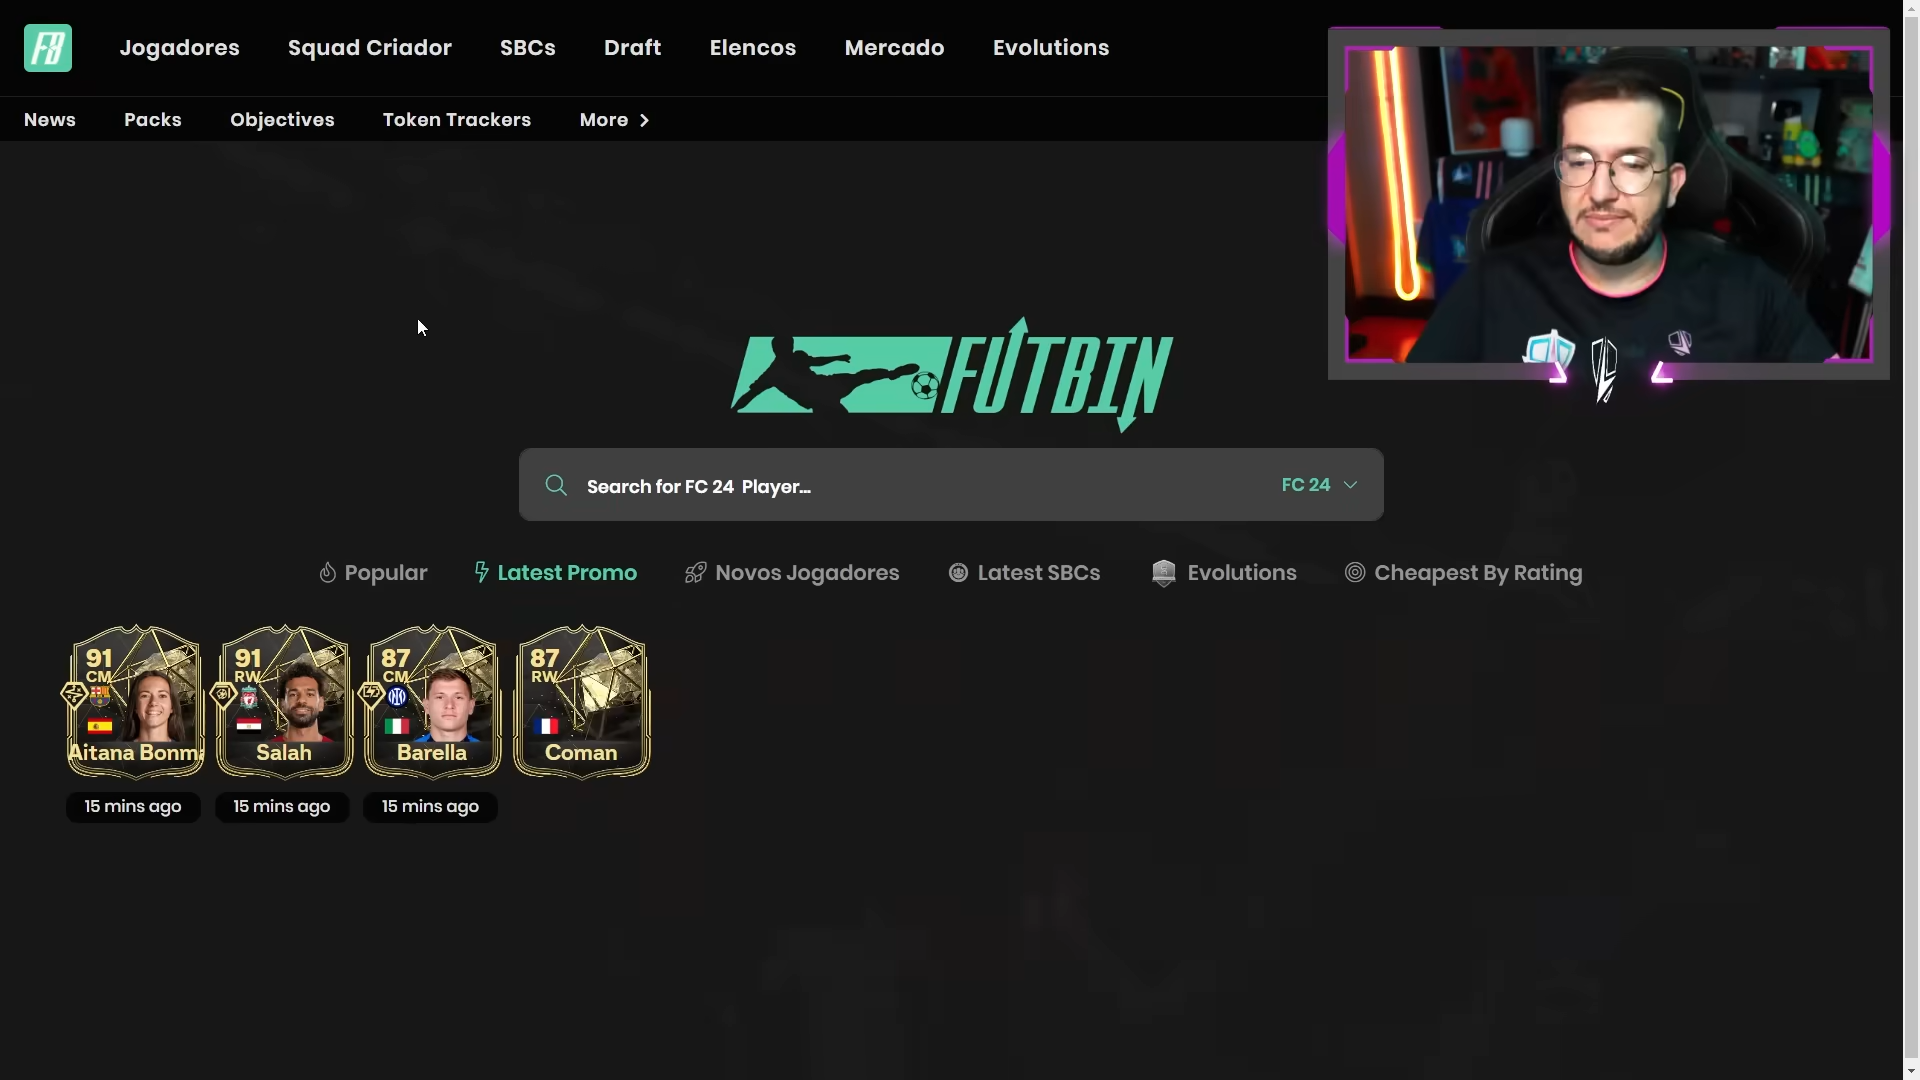 FB
Jogadores Squad Criador SBCs Draft Elencos Mercado Evolutions
News Packs Objectives Token Trackers More
FUTBIN
Search for FC 24 Player... FC 24
Popular Latest Promo Novos Jogadores Latest SBCs Evolutions Cheapest By Rating
91 91 87 87
CM RW CM RW
Aitana Bonma Salah Barella Coman
15 mins ago 15 mins ago 15 mins ago